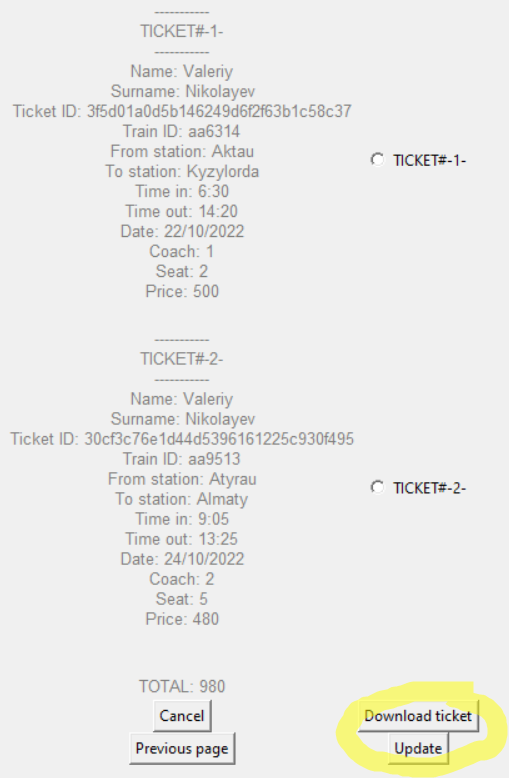 -----------
TICKET#-1-
-----------
Name: Valeriy
Surname: Nikolayev
Ticket ID: 3f5d01a0d5b146249d6f2f63b1c58c37
Train ID: aa6314
From station: Aktau
To station: Kyzylorda
Time in: 6:30
Time out: 14:20
Date: 22/10/2022
Coach: 1
Seat: 2
Price: 500
TICKET#-1-
-----------
TICKET#-2-
-----------
Name: Valeriy
Surname: Nikolayev
Ticket ID: 30cf3c76e1d44d5396161225c930f495
Train ID: aa9513
From station: Atyrau
To station: Almaty
Time in: 9:05
Time out: 13:25
Date: 24/10/2022
Coach: 2
Seat: 5
Price: 480
TICKET#-2-
TOTAL: 980
Cancel
Download ticket
Previous page
Update